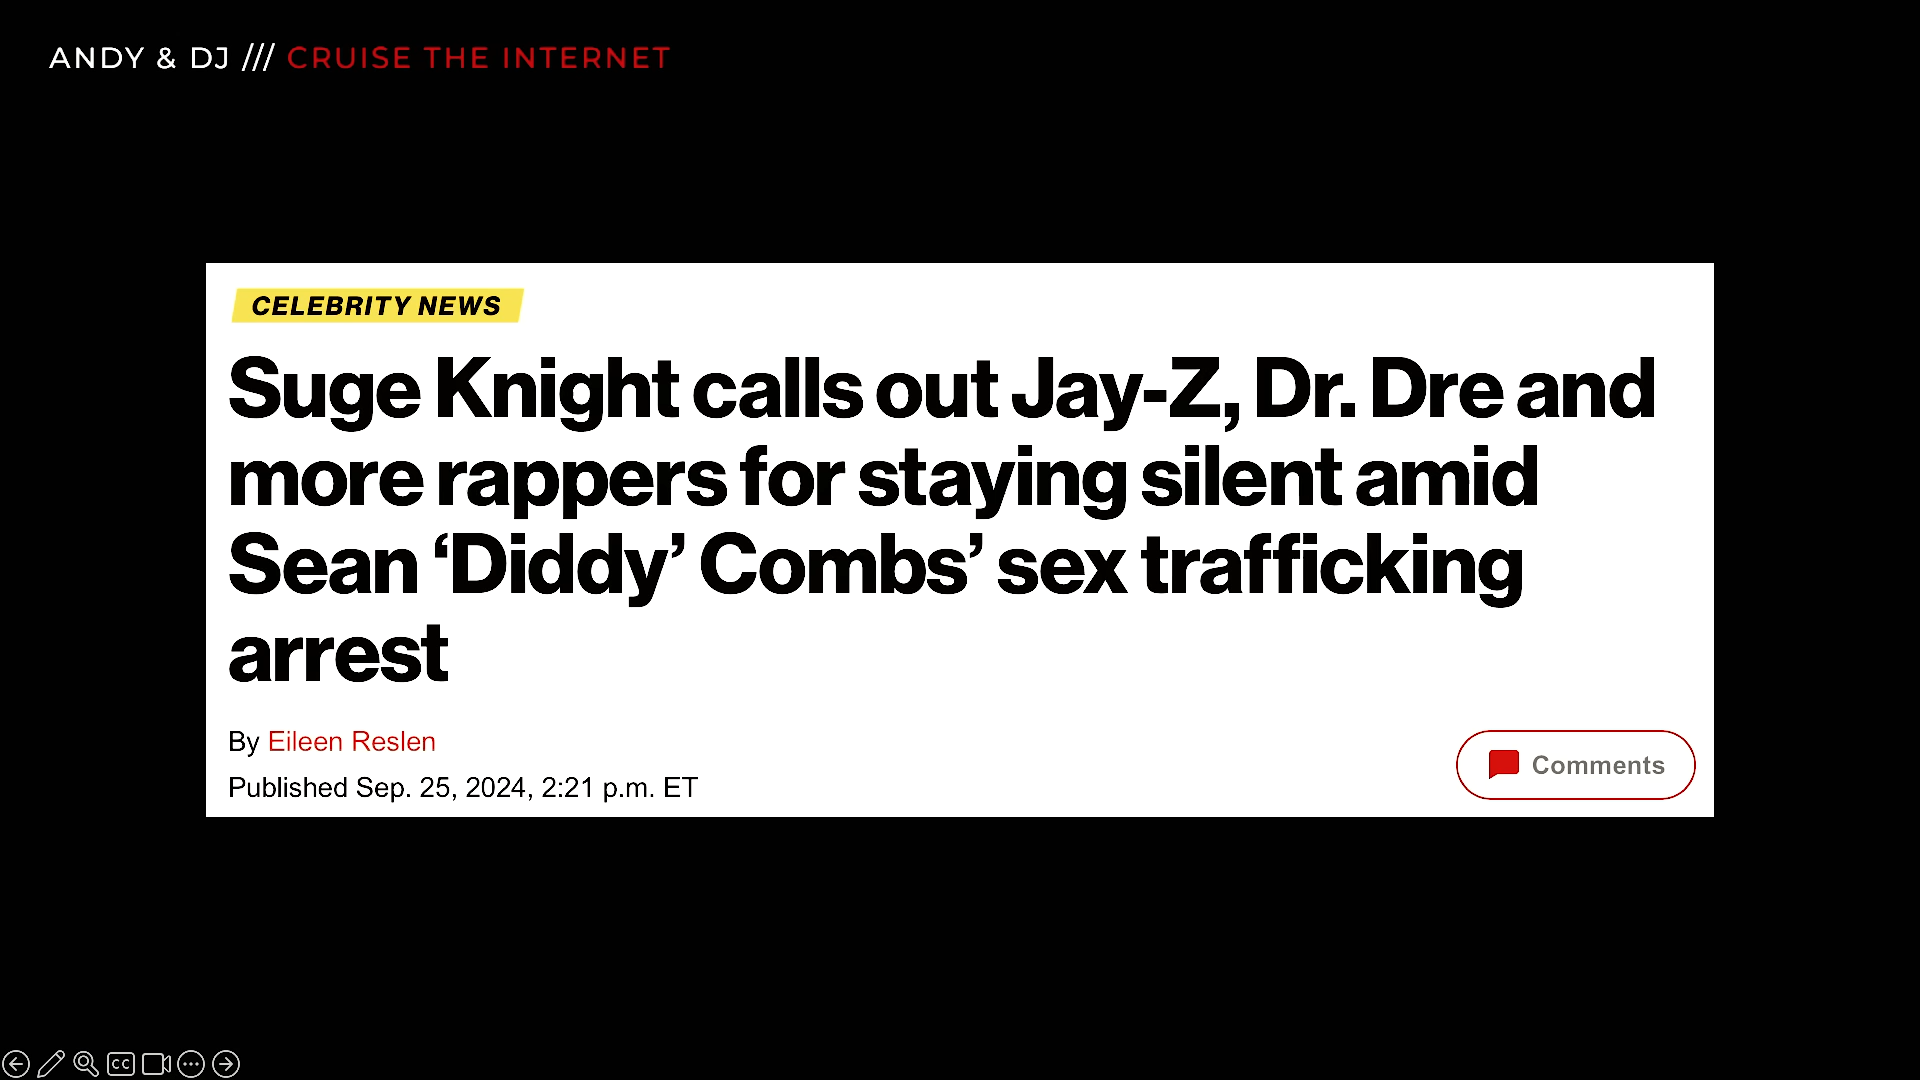 ANDY & DJ /// CRUISE THE INTERNET
CELEBRITY NEWS
Suge Knight calls out Jay-Z, Dr. Dre and
more rappers for staying silent amid
Sean ‘Diddy’ Combs’ sex trafficking
arrest
By Eileen Reslen
Published Sep. 25, 2024, 2:21 p.m. ET
Comments
CC